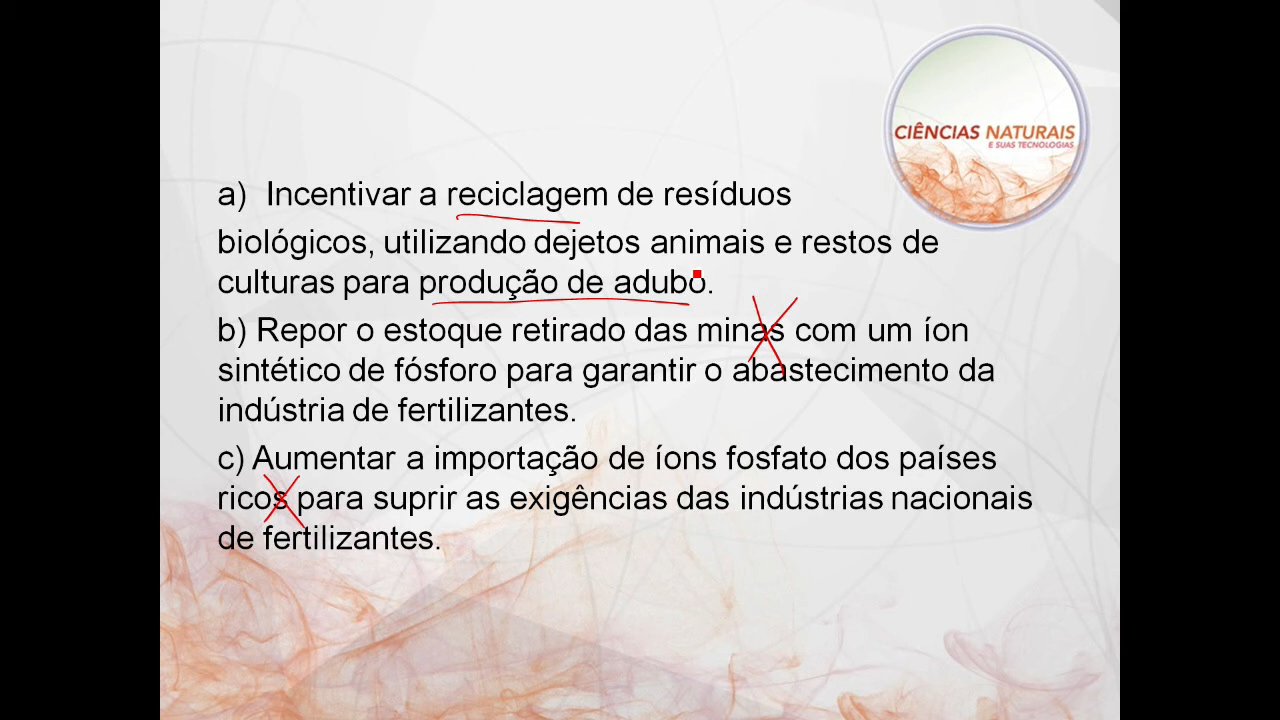 CIÊNCIAS NATURAIS
E SUAS TECNOLOGIAS
a) Incentivar a reciclagem de resíduos
biológicos, utilizando dejetos animais e restos de
culturas para produção de adubo.
b) Repor o estoque retirado das minas com um íon
sintético de fósforo para garantir o abastecimento da
indústria de fertilizantes.
c) Aumentar a importação de íons fosfato dos países
ricos para suprir as exigências das indústrias nacionais
de fertilizantes.